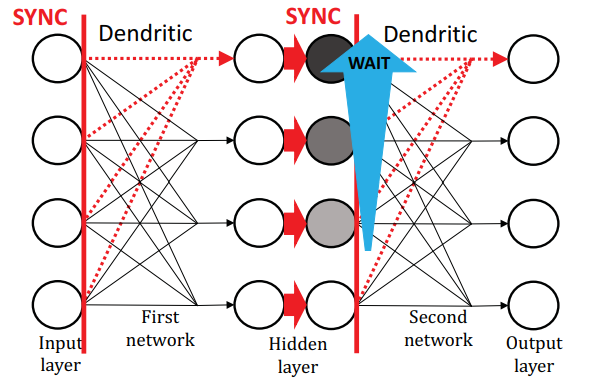 SYNC
SYNC
Dendritic
Dendritic
WAIT
First
network
Second
network
Input
layer
Hidden
layer
Output
layer